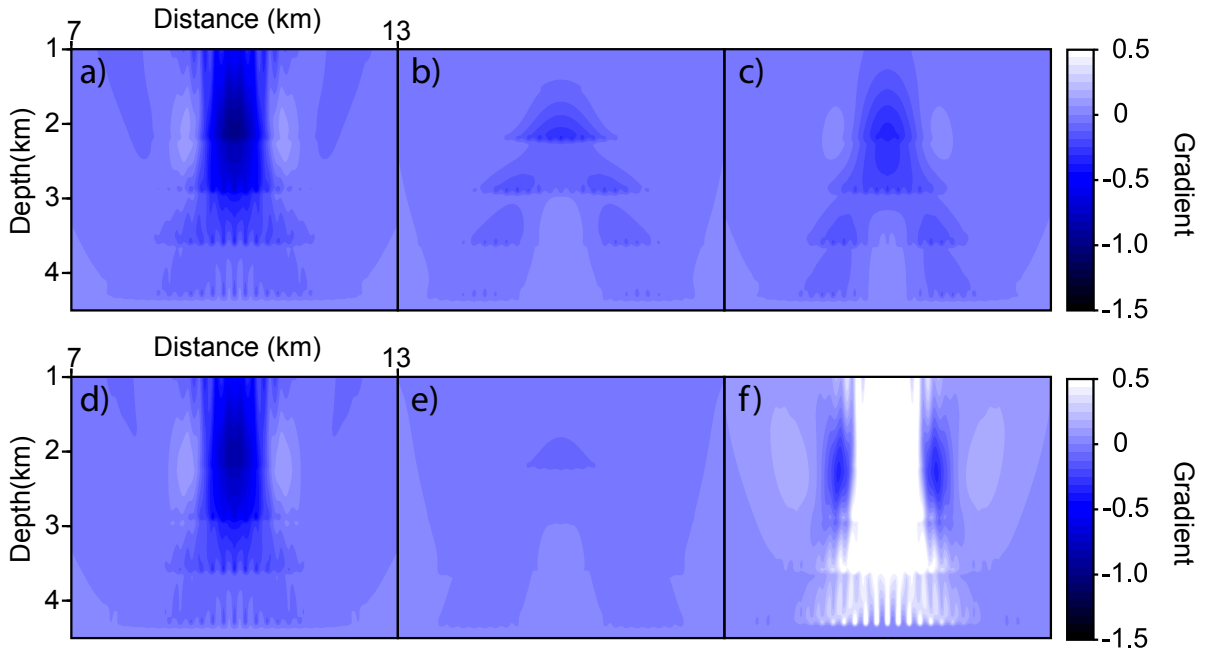 Distance (km)
7 13
1
2
3
4
Depth(km)
a)
b)
c)
0.5
0
-0.5
-1.0
-1.5
Gradient
Distance (km)
7 13
1
2
3
4
Depth(km)
d)
e)
f)
0.5
0
-0.5
-1.0
-1.5
Gradient